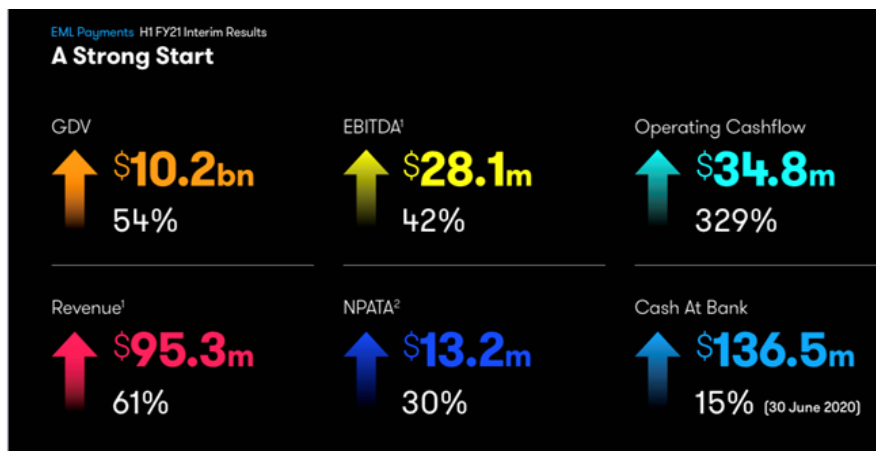 EML Payments H1 FY21 Interim Results
A Strong Start
GDV
$10.2bn
54%
EBITDA¹
$28.1m
42%
Operating Cashflow
$34.8m
329%
Revenue¹
$95.3m
61%
NPATA²
$13.2m
30%
Cash At Bank
$136.5m
15% (30 June 2020)